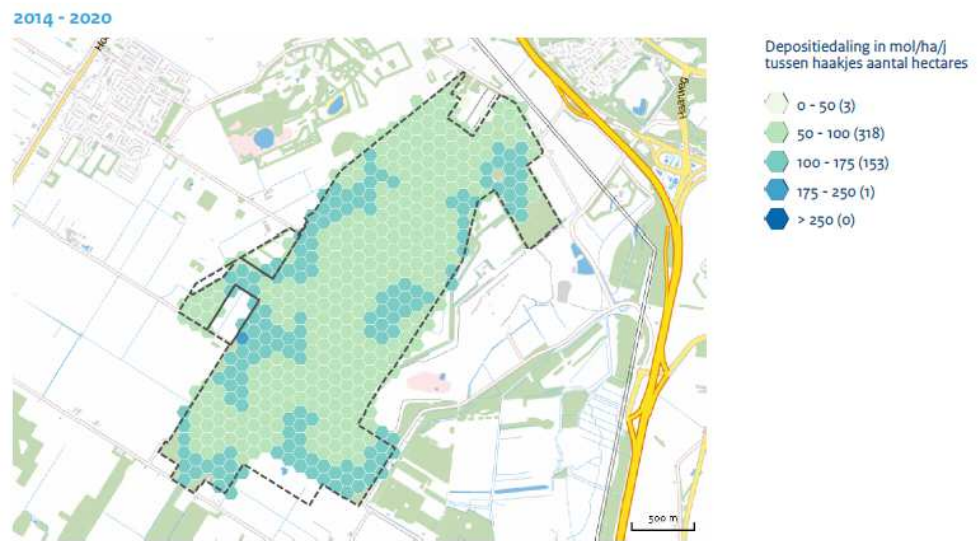 2014 - 2020
Depositiedaling in mol/ha/j
tussen haakjes aantal hectares
0 - 50 (3)
50 - 100 (318)
100 - 175 (153)
175 - 250 (1)
> 250 (0)
500 m